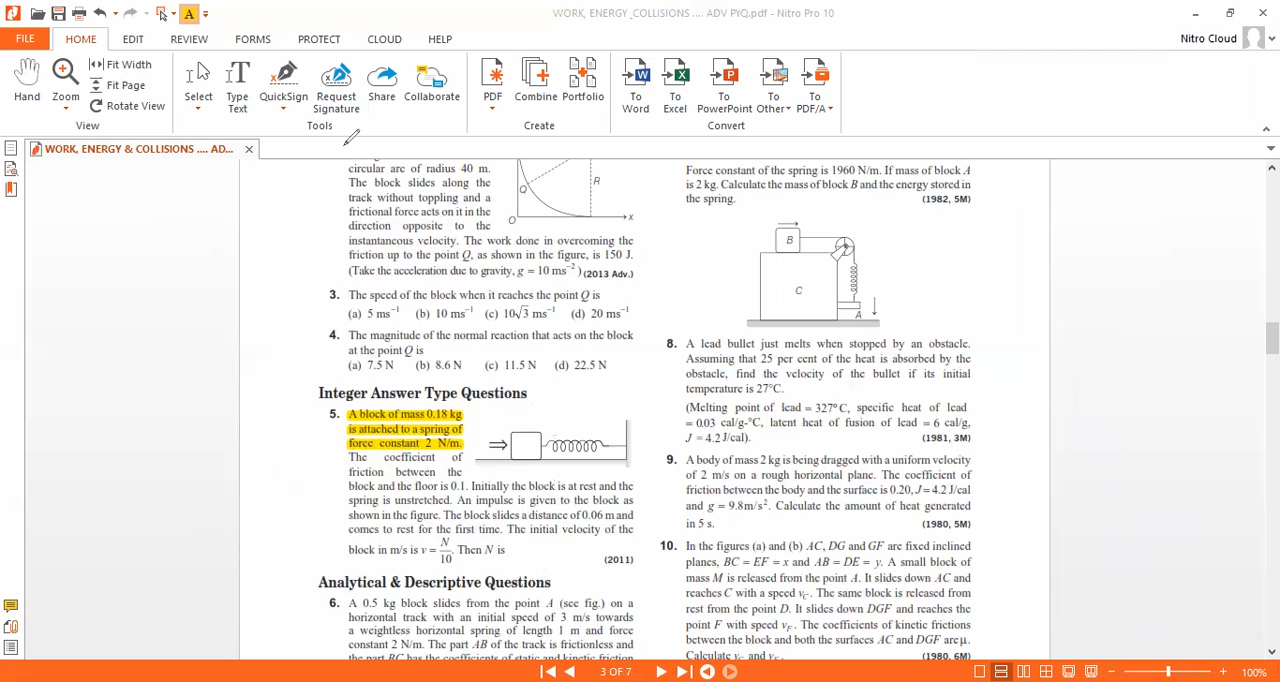 WORK, ENERGY _COLLISIONS .... ADV PYQ.pdf - Nitro Pro 10
FILE
HOME
EDIT
REVIEW
FORMS
PROTECT
CLOUD
HELP
Nitro Cloud
Hand
Zoom
Fit Width
Fit Page
Rotate View
View
Select
Type
Text
QuickSign
Request
Signature
Share
Collaborate
Tools
PDF
Combine
Portfolio
Create
To
Word
To
Excel
To
PowerPoint
To
Other
To
PDF/A
Convert
WORK, ENERGY & COLLISIONS .... AD...
circular arc of radius 40 m.
The block slides along the
track without toppling and a
frictional force acts on it in the
direction opposite to the
instantaneous velocity. The work done in overcoming the
friction up to the point Q, as shown in the figure, is 150 J.
(Take the acceleration due to gravity, g = 10 ms⁻²) (2013 Adv.)
Q
R
O
x
3. The speed of the block when it reaches the point Q is
(a) 5 ms⁻¹ (b) 10 ms⁻¹ (c) 10√3 ms⁻¹ (d) 20 ms⁻¹
4. The magnitude of the normal reaction that acts on the block
at the point Q is
(a) 7.5 N (b) 8.6 N (c) 11.5 N (d) 22.5 N
Integer Answer Type Questions
5. A block of mass 0.18 kg
is attached to a spring of
force constant 2 N/m.
The coefficient of
friction between the
block and the floor is 0.1. Initially the block is at rest and the
spring is unstretched. An impulse is given to the block as
shown in the figure. The block slides a distance of 0.06 m and
comes to rest for the first time. The initial velocity of the
block in m/s is v = N/10. Then N is (2011)
Analytical & Descriptive Questions
6. A 0.5 kg block slides from the point A (see fig.) on a
horizontal track with an initial speed of 3 m/s towards
a weightless horizontal spring of length 1 m and force
constant 2 N/m. The part AB of the track is frictionless and
the part BC has the coefficients of static and kinetic friction
Force constant of the spring is 1960 N/m. If mass of block A
is 2 kg. Calculate the mass of block B and the energy stored in
the spring. (1982, 5M)
B
C
A
8. A lead bullet just melts when stopped by an obstacle.
Assuming that 25 per cent of the heat is absorbed by the
obstacle, find the velocity of the bullet if its initial
temperature is 27°C.
(Melting point of lead = 327°C, specific heat of lead
= 0.03 cal/g-°C, latent heat of fusion of lead = 6 cal/g,
J = 4.2 J/cal). (1981, 3M)
9. A body of mass 2 kg is being dragged with a uniform velocity
of 2 m/s on a rough horizontal plane. The coefficient of
friction between the body and the surface is 0.20, J = 4.2 J/cal
and g = 9.8 m/s². Calculate the amount of heat generated
in 5 s. (1980, 5M)
10. In the figures (a) and (b) AC, DG and GF are fixed inclined
planes, BC = EF = x and AB = DE = y. A small block of
mass M is released from the point A. It slides down AC and
reaches C with a speed v_C. The same block is released from
rest from the point D. It slides down DGF and reaches the
point F with speed v_F. The coefficients of kinetic frictions
between the block and both the surfaces AC and DGF are μ.
Calculate v_C and v_F. (1980, 6M)
3 OF 7
100%